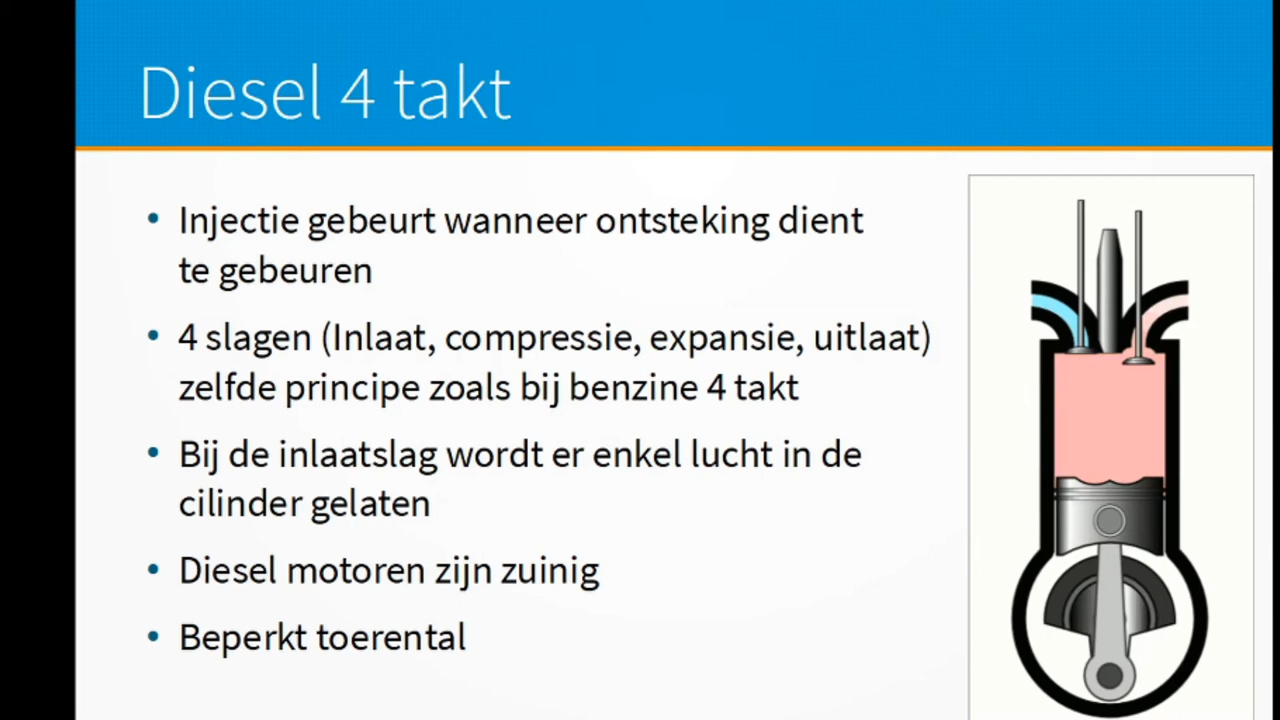 Diesel 4 takt
• Injectie gebeurt wanneer ontsteking dient
te gebeuren
• 4 slagen (Inlaat, compressie, expansie, uitlaat)
zelfde principe zoals bij benzine 4 takt
• Bij de inlaatslag wordt er enkel lucht in de
cilinder gelaten
• Diesel motoren zijn zuinig
• Beperkt toerental